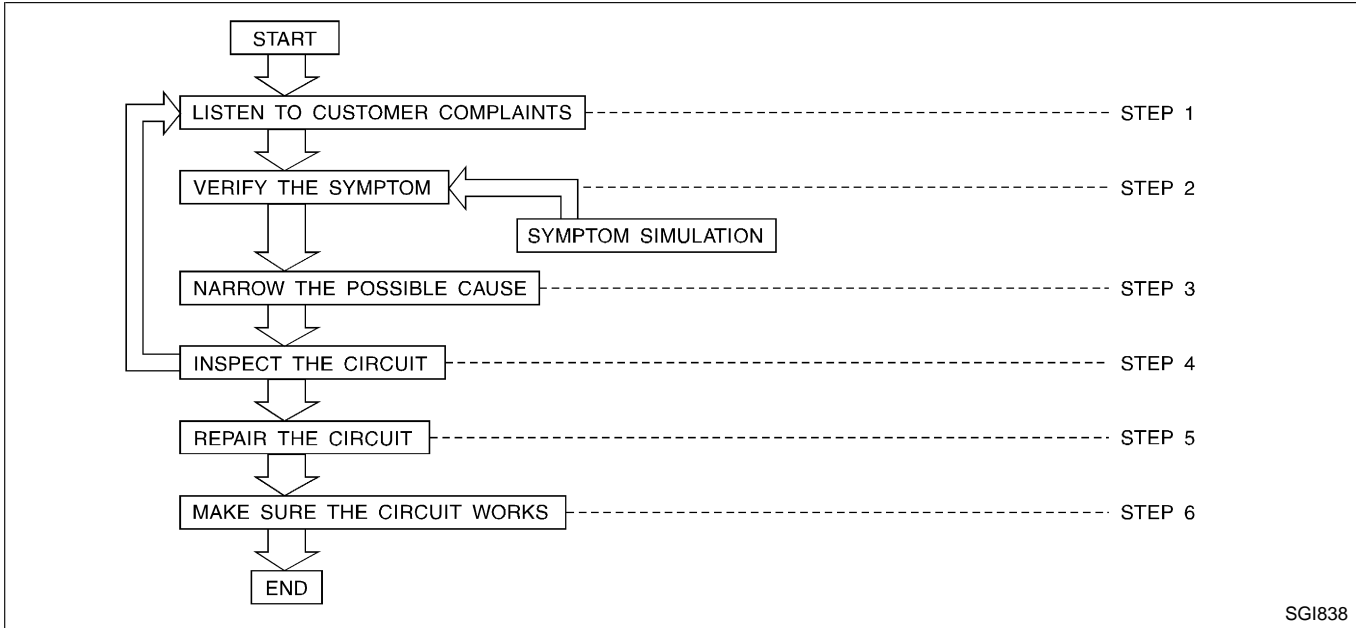 START
LISTEN TO CUSTOMER COMPLAINTS
STEP 1
VERIFY THE SYMPTOM
STEP 2
SYMPTOM SIMULATION
NARROW THE POSSIBLE CAUSE
STEP 3
INSPECT THE CIRCUIT
STEP 4
REPAIR THE CIRCUIT
STEP 5
MAKE SURE THE CIRCUIT WORKS
STEP 6
END
SGI838